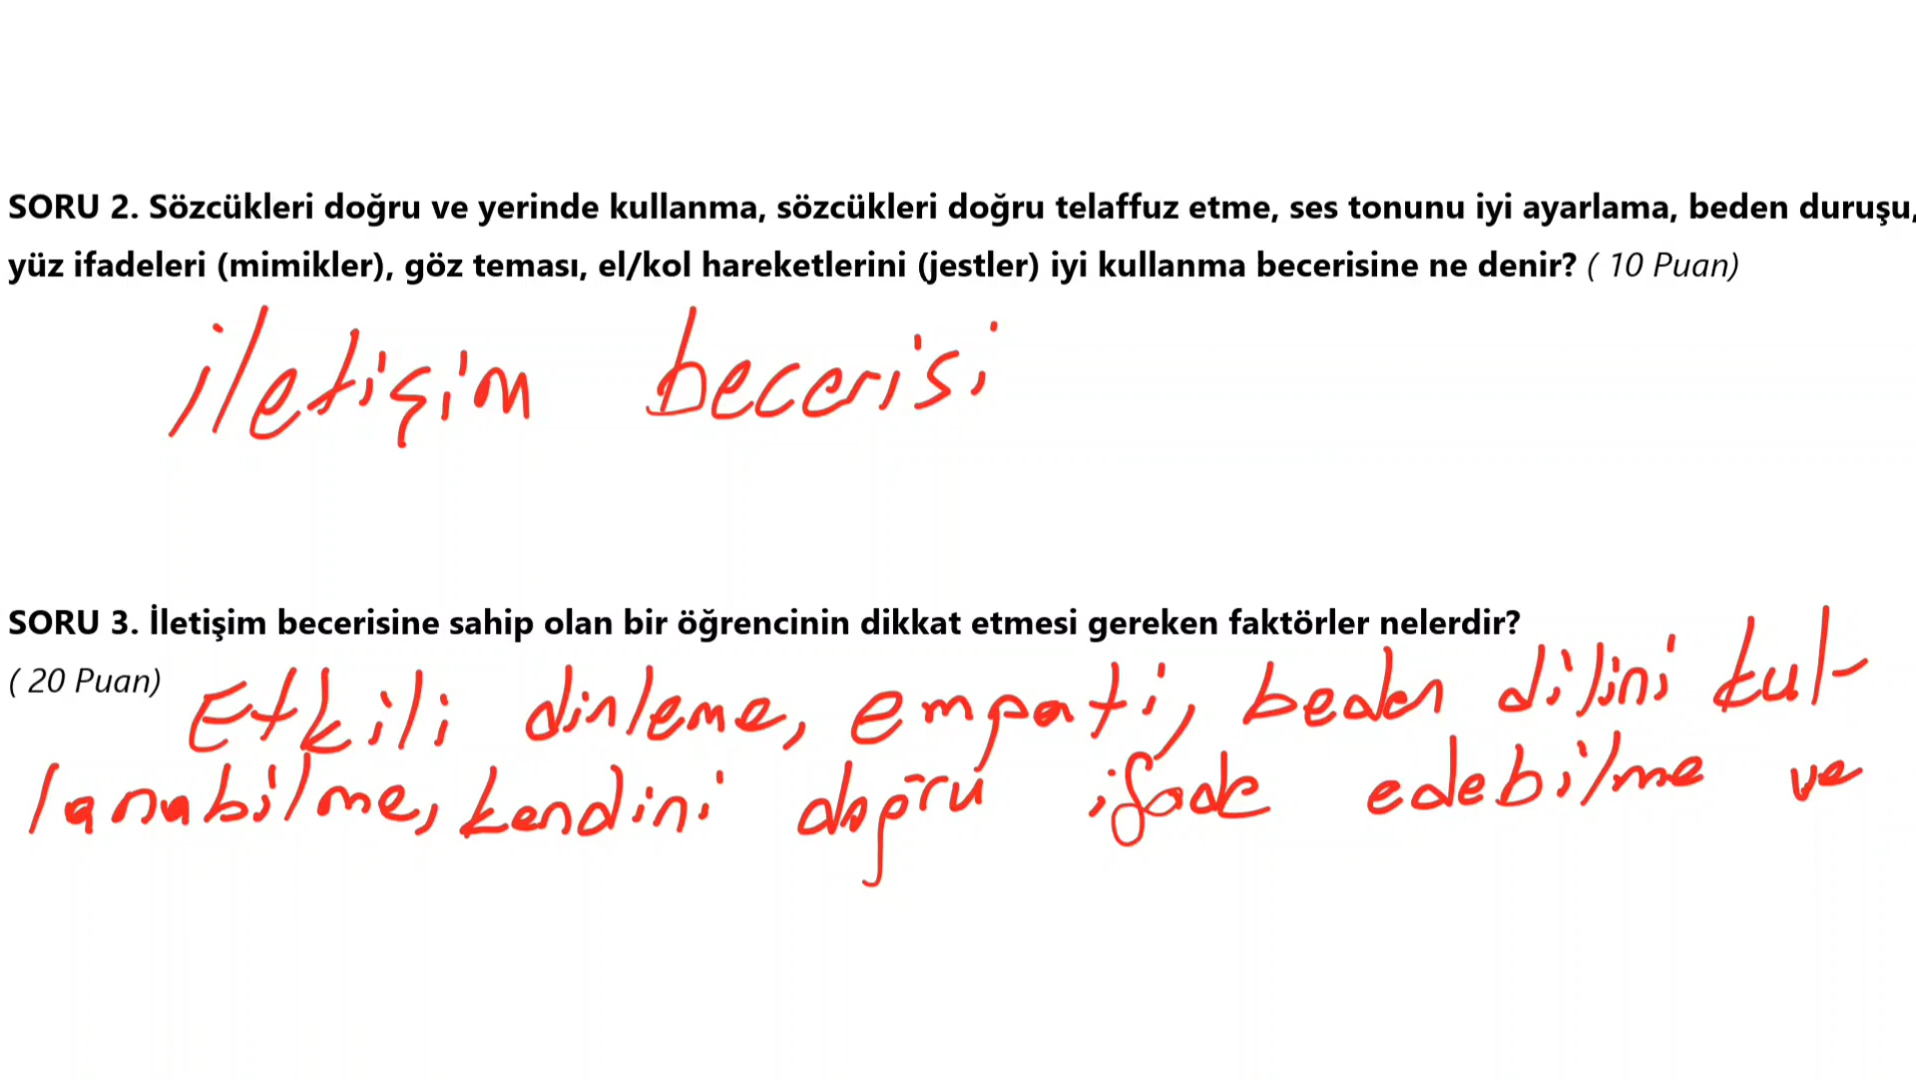 SORU 2. Sözcükleri doğru ve yerinde kullanma, sözcükleri doğru telaffuz etme, ses tonunu iyi ayarlama, beden duruşu,
yüz ifadeleri (mimikler), göz teması, el/kol hareketlerini (jestler) iyi kullanma becerisine ne denir? ( 10 Puan)
iletişim becerisi
SORU 3. İletişim becerisine sahip olan bir öğrencinin dikkat etmesi gereken faktörler nelerdir?
( 20 Puan) Etkili dinleme, empati, beden dilini kul-
lanabilme, kendini doğru ifade edebilme ve